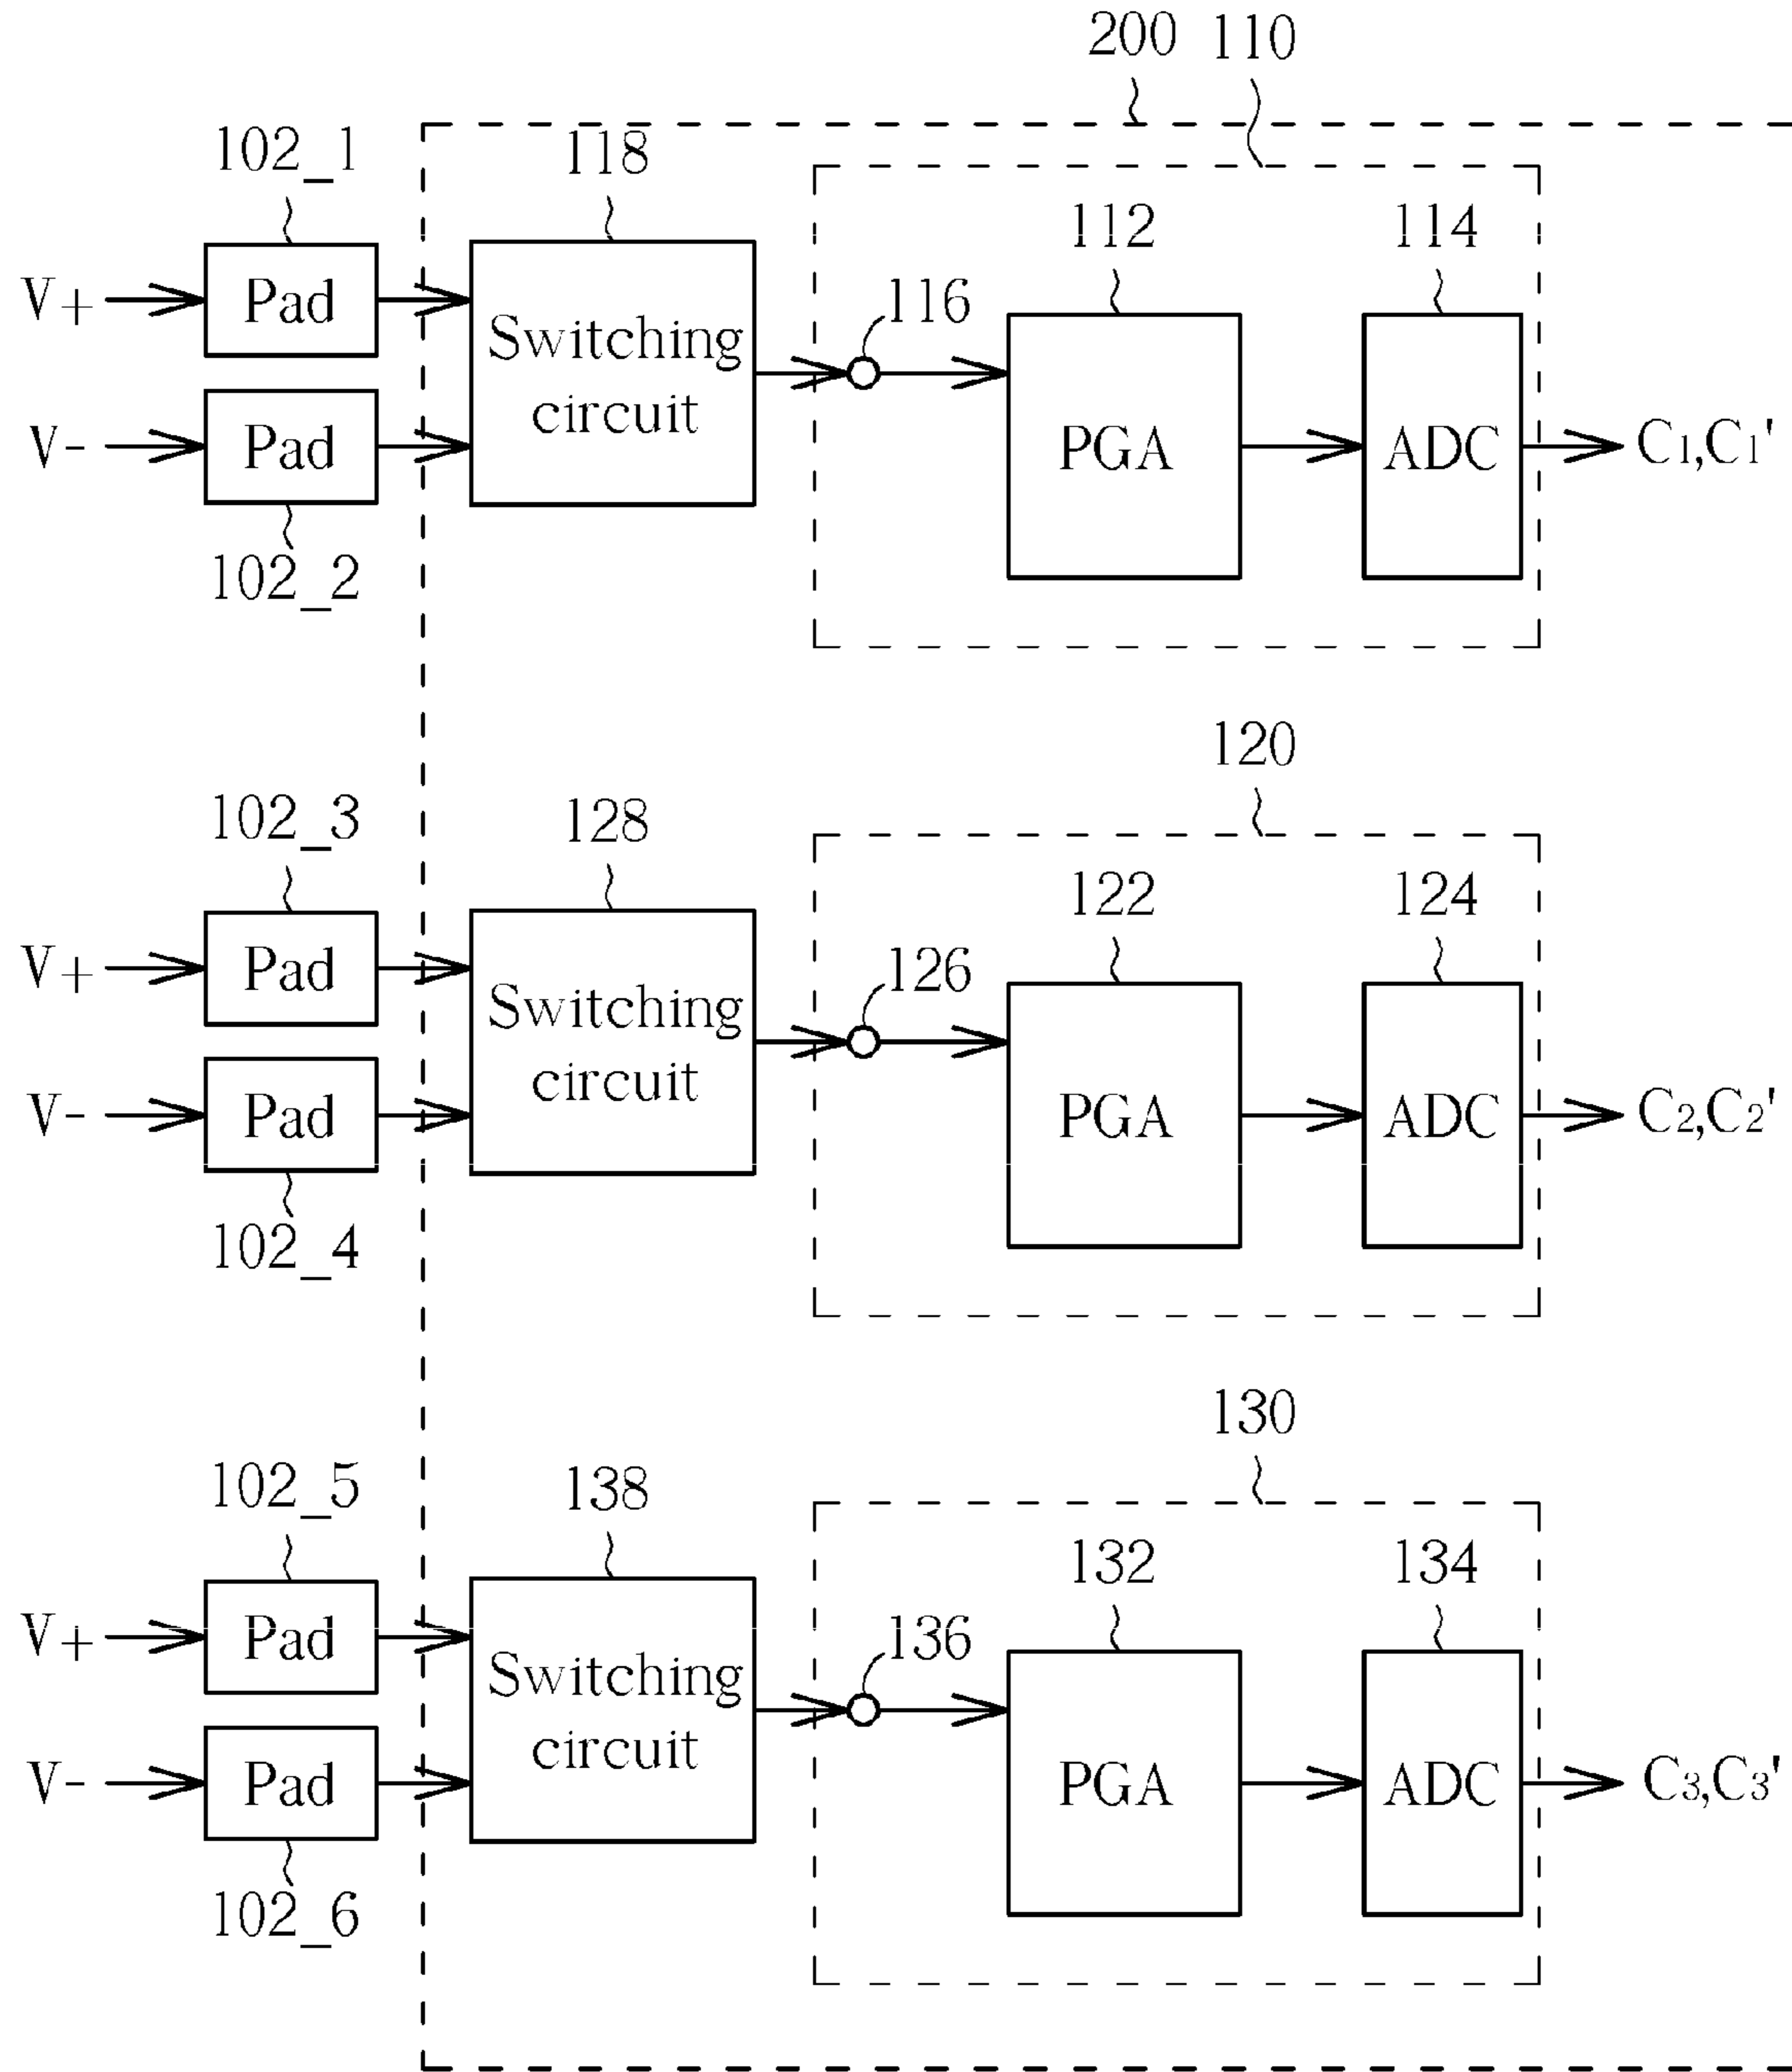 200 110
102_1 118
112 114
V+ Pad
Switching circuit
116
V- Pad
PGA ADC C1,C1'
102_2
120
102_3 128
122 124
V+ Pad
Switching circuit
126
V- Pad
PGA ADC C2,C2'
102_4
130
102_5 138
132 134
V+ Pad
Switching circuit
136
V- Pad
PGA ADC C3,C3'
102_6